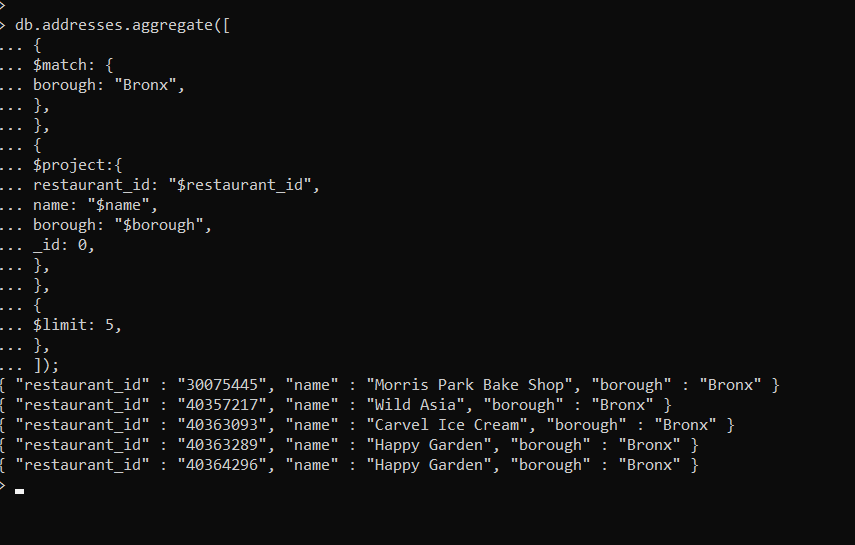 >
> db.addresses.aggregate([
... {
... $match: {
... borough: "Bronx",
... },
... },
... {
... $project:{
... restaurant_id: "$restaurant_id",
... name: "$name",
... borough: "$borough",
... _id: 0,
... },
... },
... {
... $limit: 5,
... },
... ]);
{ "restaurant_id" : "30075445", "name" : "Morris Park Bake Shop", "borough" : "Bronx" }
{ "restaurant_id" : "40357217", "name" : "Wild Asia", "borough" : "Bronx" }
{ "restaurant_id" : "40363093", "name" : "Carvel Ice Cream", "borough" : "Bronx" }
{ "restaurant_id" : "40363289", "name" : "Happy Garden", "borough" : "Bronx" }
{ "restaurant_id" : "40364296", "name" : "Happy Garden", "borough" : "Bronx" }
>